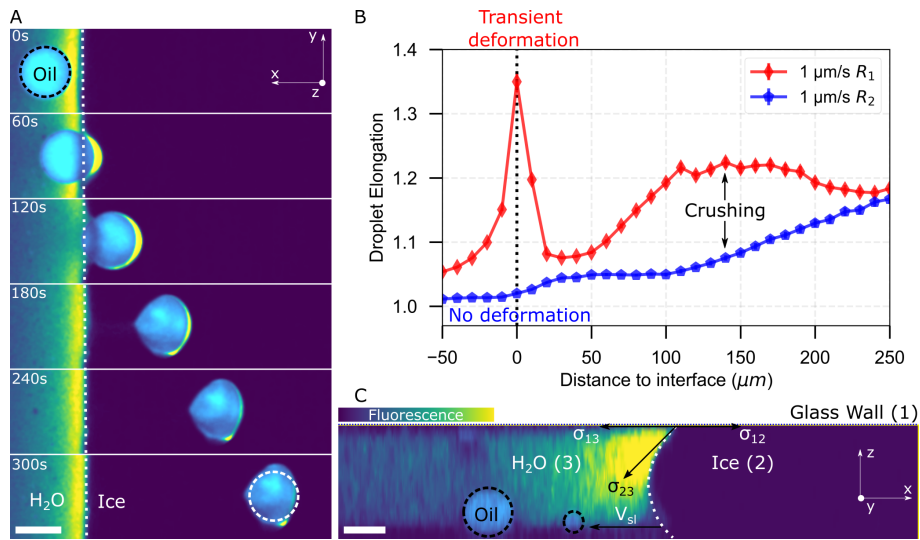 A
0s
Oil
y
x
z
60s
120s
180s
240s
300s
H₂O
Ice
B
Transient
deformation
1.4
1.3
1.2
1.1
1.0
Droplet Elongation
1 μm/s R₁
1 μm/s R₂
Crushing
No deformation
−50
0
50
100
150
200
250
Distance to interface (μm)
C
Fluorescence
Glass Wall (1)
σ₁₃
σ₁₂
H₂O (3)
Ice (2)
σ₂₃
z
x
y
Oil
V_sl